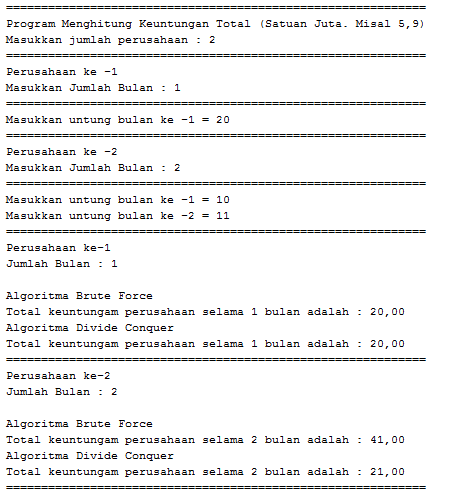 ============================================================
Program Menghitung Keuntungan Total (Satuan Juta. Misal 5,9)
Masukkan jumlah perusahaan : 2
============================================================
Perusahaan ke -1
Masukkan Jumlah Bulan : 1
============================================================
Masukkan untung bulan ke -1 = 20
============================================================
Perusahaan ke -2
Masukkan Jumlah Bulan : 2
============================================================
Masukkan untung bulan ke -1 = 10
Masukkan untung bulan ke -2 = 11
============================================================
Perusahaan ke-1
Jumlah Bulan : 1
Algoritma Brute Force
Total keuntungam perusahaan selama 1 bulan adalah : 20,00
Algoritma Divide Conquer
Total keuntungam perusahaan selama 1 bulan adalah : 20,00
============================================================
Perusahaan ke-2
Jumlah Bulan : 2
Algoritma Brute Force
Total keuntungam perusahaan selama 2 bulan adalah : 41,00
Algoritma Divide Conquer
Total keuntungam perusahaan selama 2 bulan adalah : 21,00
============================================================